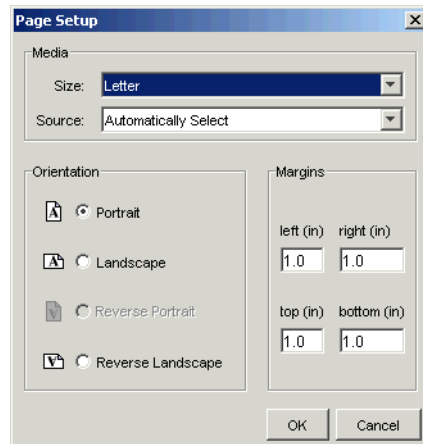 Page Setup
Media
Size: Letter
Source: Automatically Select
Orientation
A Portrait
A Landscape
Reverse Portrait
Reverse Landscape
Margins
left (in) right (in)
1.0 1.0
top (in) bottom (in)
1.0 1.0
OK Cancel